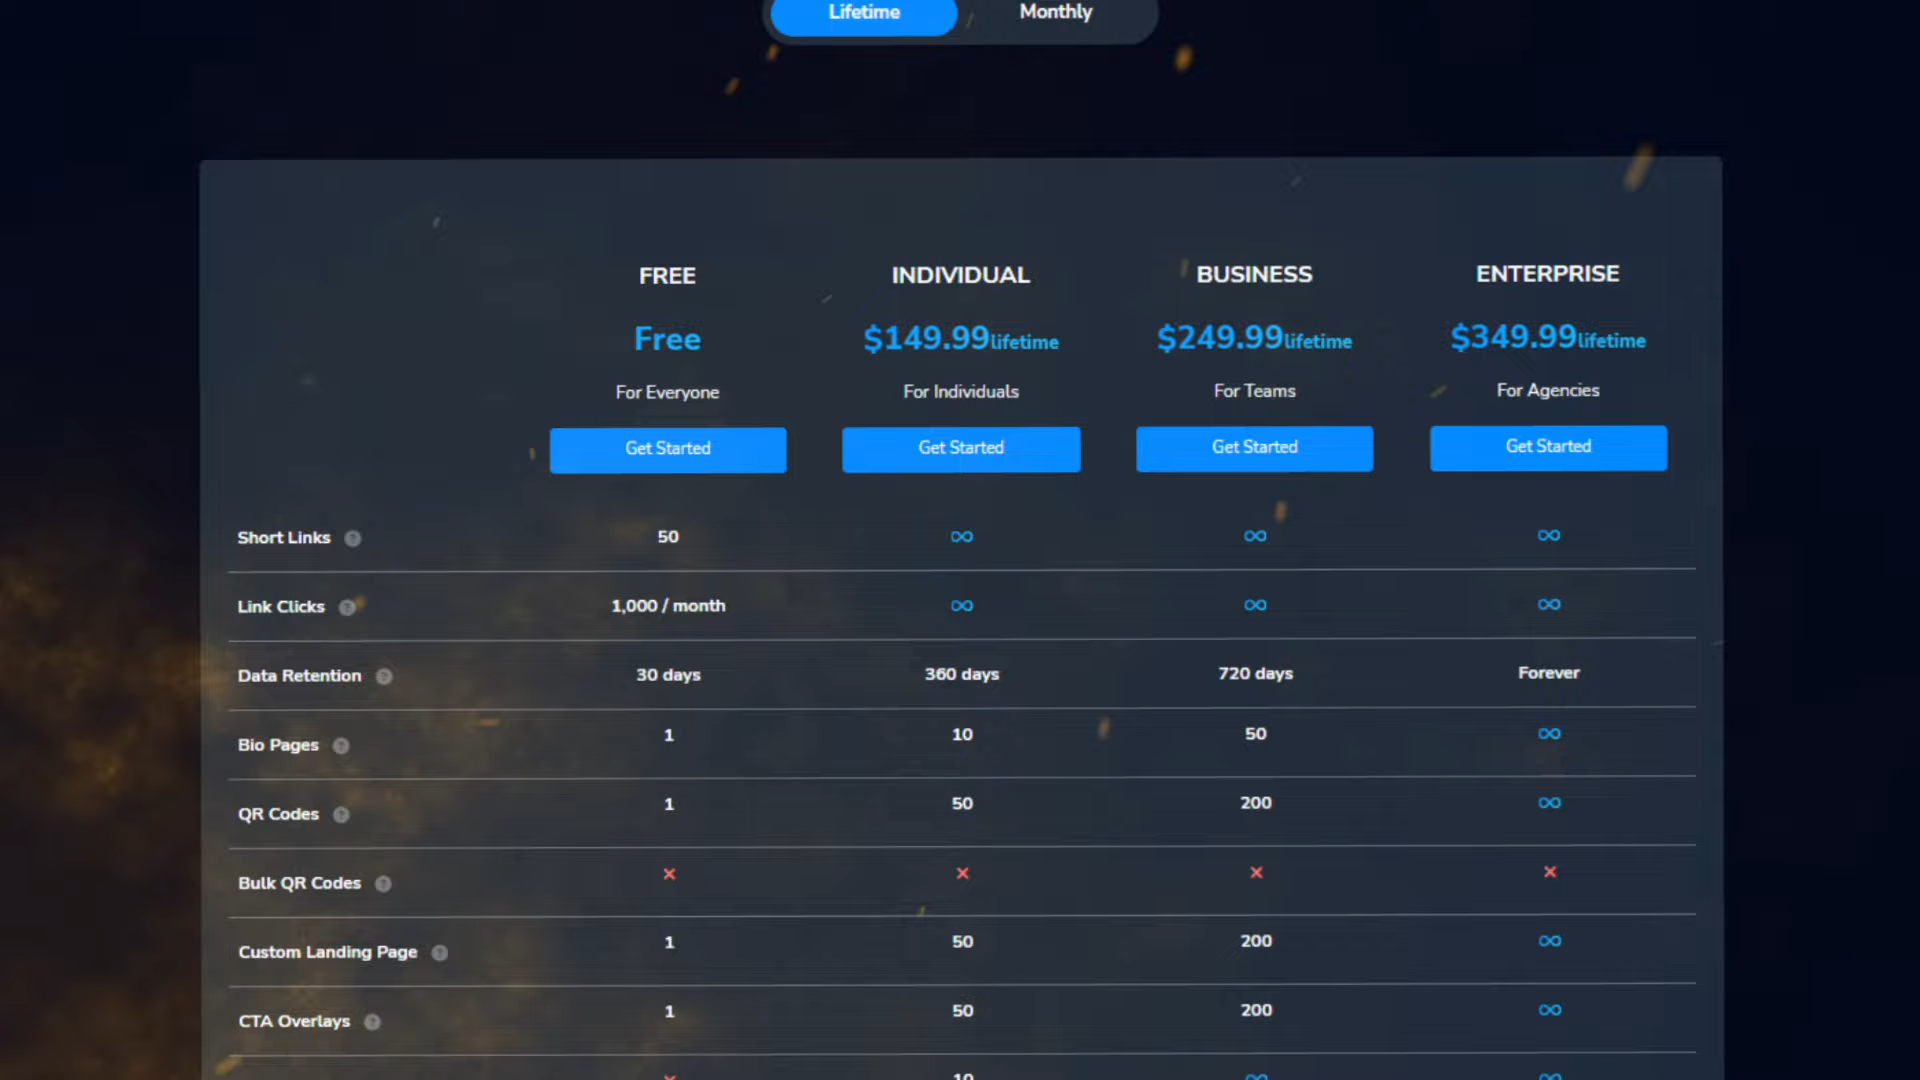 Lifetime Monthly
FREE INDIVIDUAL BUSINESS ENTERPRISE
Free $149.99lifetime $249.99lifetime $349.99lifetime
For Everyone For Individuals For Teams For Agencies
Get Started Get Started Get Started Get Started
Short Links ? 50 ∞ ∞ ∞
Link Clicks ? 1,000 / month ∞ ∞ ∞
Data Retention ? 30 days 360 days 720 days Forever
Bio Pages ? 1 10 50 ∞
QR Codes ? 1 50 200 ∞
Bulk QR Codes ? × × × ×
Custom Landing Page ? 1 50 200 ∞
CTA Overlays ? 1 50 200 ∞
× 10 ∞ ∞